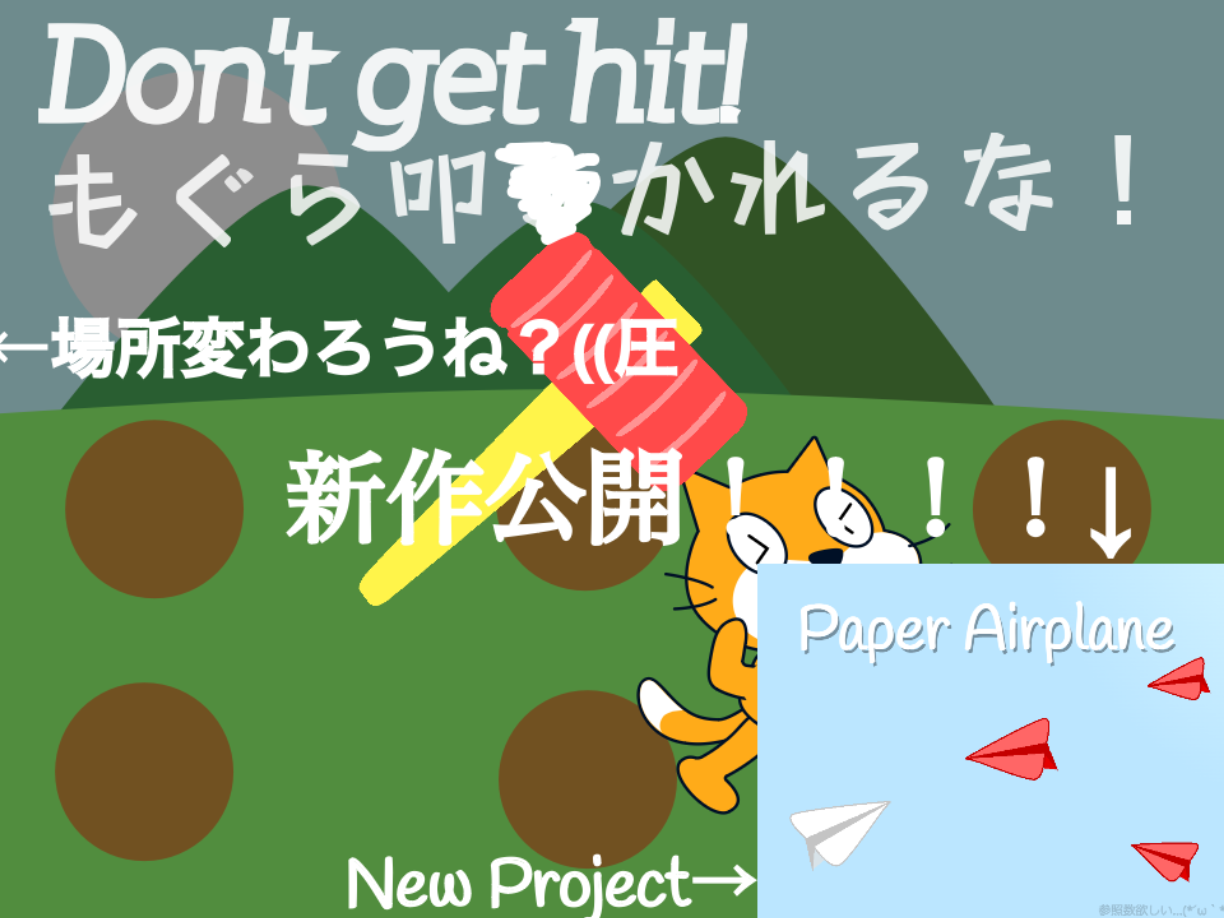 Don't get hit!
もぐら叩かれるな！
←場所変わろうね？((圧
新作公開！！！！↓
Paper Airplane
New Project→
参照数欲しい...(*´ω｀*